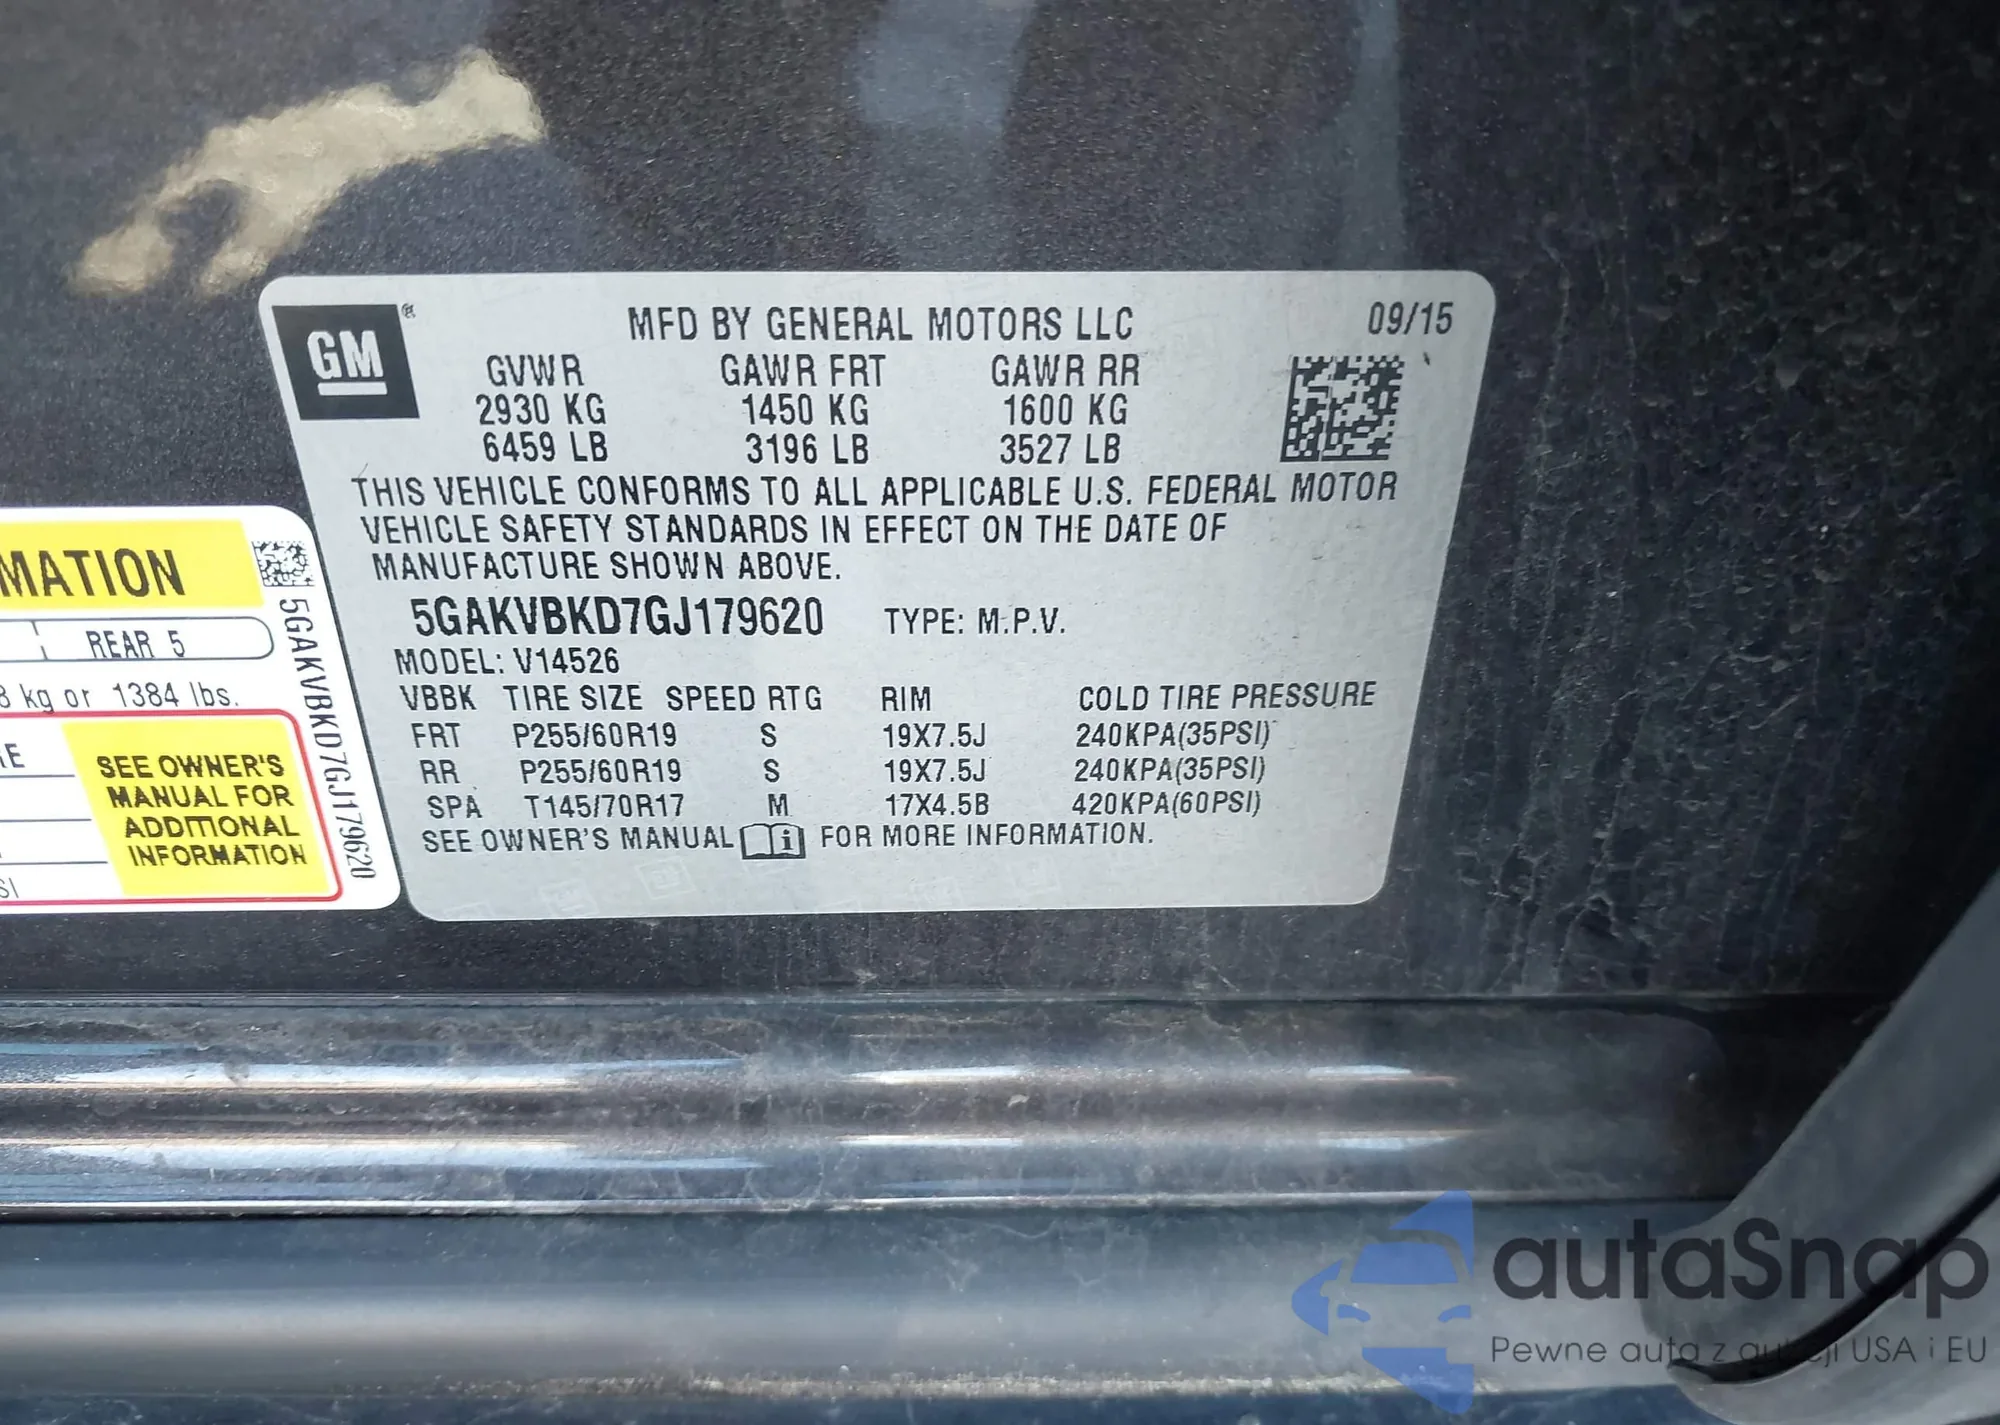 GM
MFD BY GENERAL MOTORS LLC 09/15
GVWR GAWR FRT GAWR RR
2930 KG 1450 KG 1600 KG
6459 LB 3196 LB 3527 LB
THIS VEHICLE CONFORMS TO ALL APPLICABLE U.S. FEDERAL MOTOR
VEHICLE SAFETY STANDARDS IN EFFECT ON THE DATE OF
MANUFACTURE SHOWN ABOVE.
5GAKVBKD7GJ179620 TYPE: M.P.V.
MODEL: V14526
VBBK TIRE SIZE SPEED RTG RIM COLD TIRE PRESSURE
FRT P255/60R19 S 19X7.5J 240KPA(35PSI)
RR P255/60R19 S 19X7.5J 240KPA(35PSI)
SPA T145/70R17 M 17X4.5B 420KPA(60PSI)
SEE OWNER'S MANUAL i FOR MORE INFORMATION.
MATION
REAR 5
8 kg or 1384 lbs.
SEE OWNER'S
MANUAL FOR
ADDITIONAL
INFORMATION
5GAKVBKD7GJ179620
autaSnap
Pewne auta z aukcji USA i EU